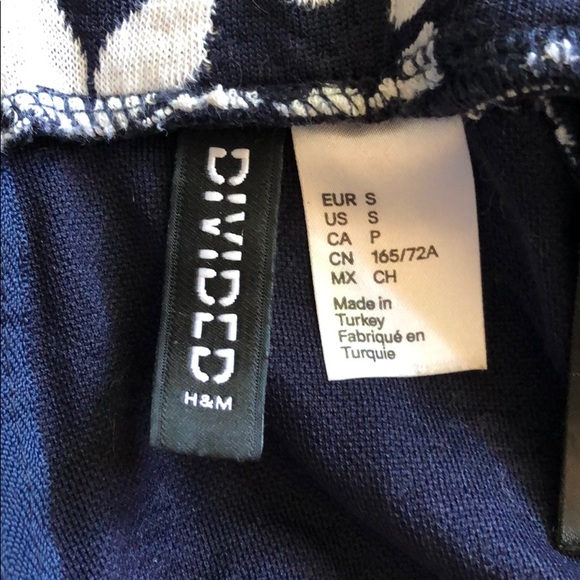 DIVIDED
H&M
EUR S
US S
CA P
CN 165/72A
MX CH
Made in
Turkey
Fabriqué en
Turquie